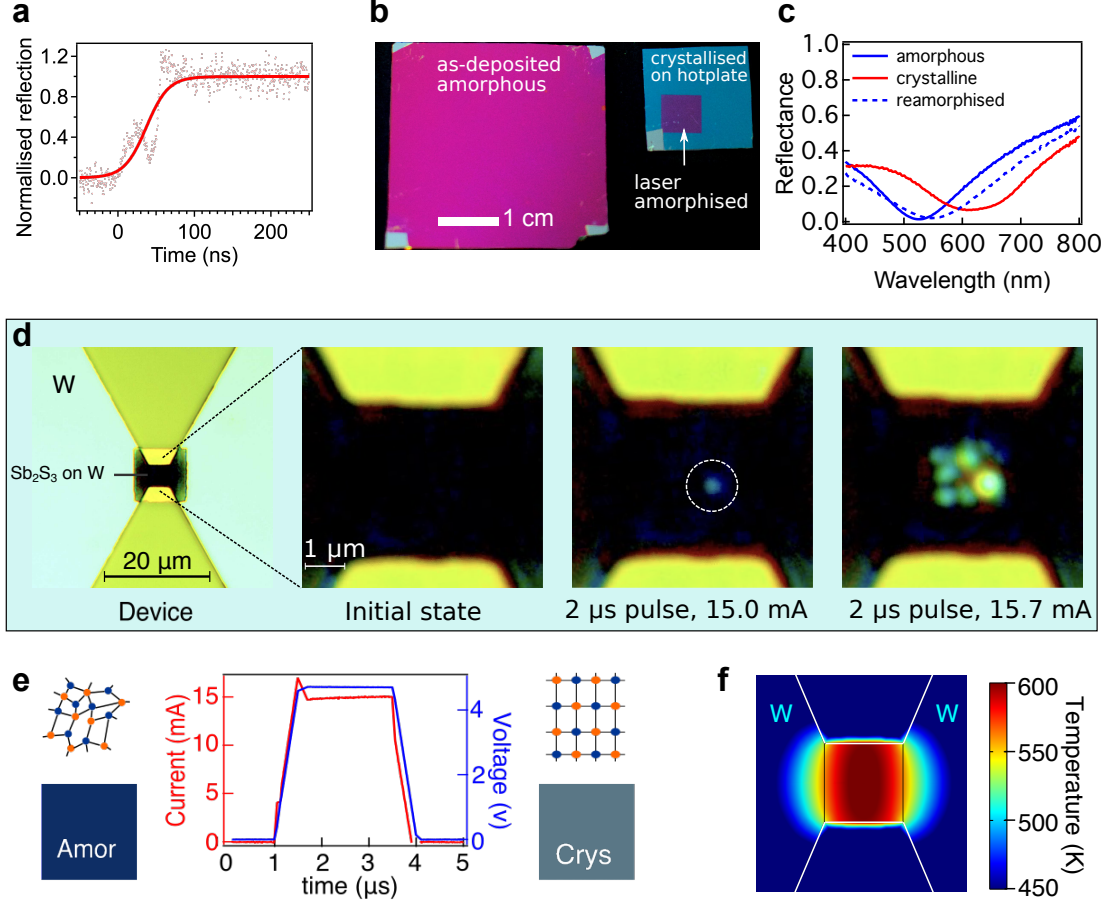 a
Normalised reflection
1.2
0.8
0.4
0.0
0
100
200
Time (ns)
b
as-deposited
amorphous
1 cm
crystallised
on hotplate
laser
amorphised
c
Reflectance
1.0
0.8
0.6
0.4
0.2
0.0
amorphous
crystalline
reamorphised
400
500
600
700
800
Wavelength (nm)
d
W
Sb₂S₃ on W
20 μm
Device
1 μm
Initial state
2 μs pulse, 15.0 mA
2 μs pulse, 15.7 mA
e
Amor
Current (mA)
15
10
5
0
0
1
2
3
4
5
time (μs)
4
2
0
Voltage (v)
Crys
f
W
W
600
550
500
450
Temperature (K)